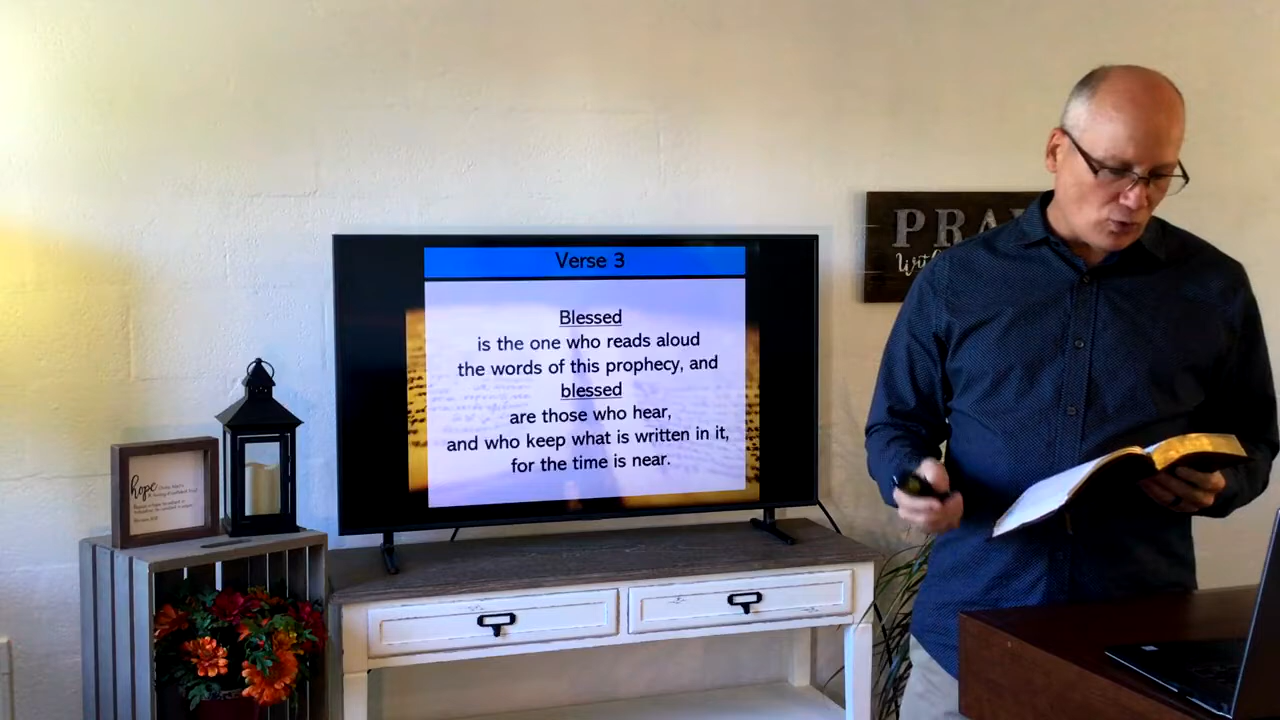 Verse 3
Blessed
is the one who reads aloud
the words of this prophecy, and
blessed
are those who hear,
and who keep what is written in it,
for the time is near.
PRA
hope